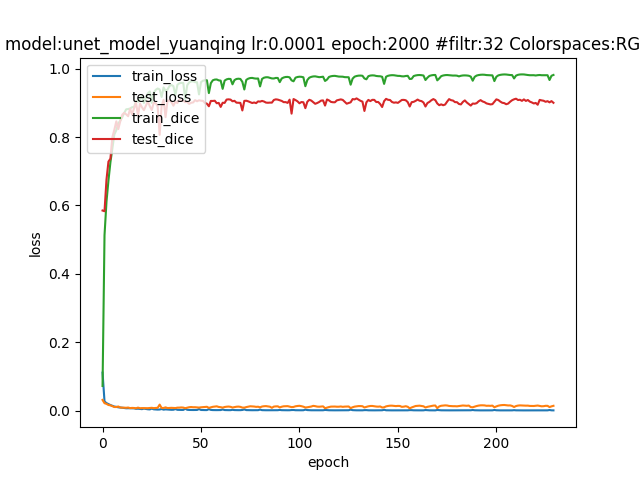 model:unet_model_yuanqing lr:0.0001 epoch:2000 #filtr:32 Colorspaces:RG
train_loss
test_loss
train_dice
test_dice
1.0
0.8
0.6
0.4
0.2
0.0
loss
0 50 100 150 200
epoch